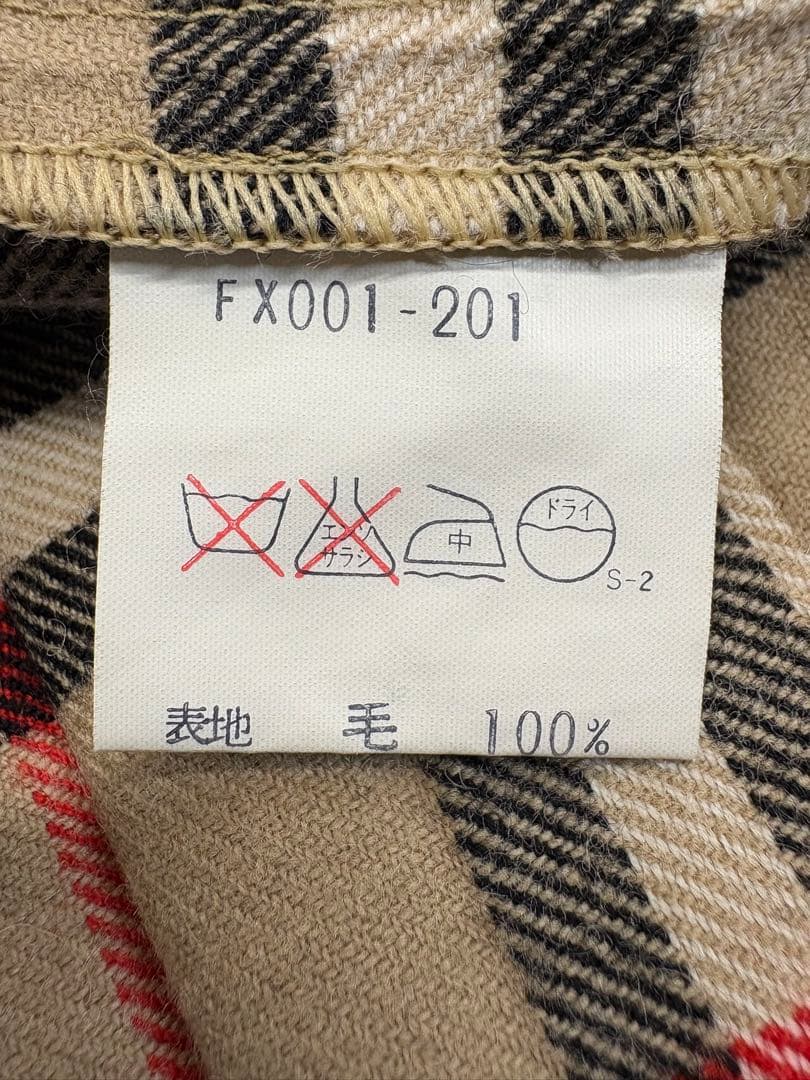 FX001-201
エンソ
サラシ
中
ドライ
S-2
表地 毛 100%